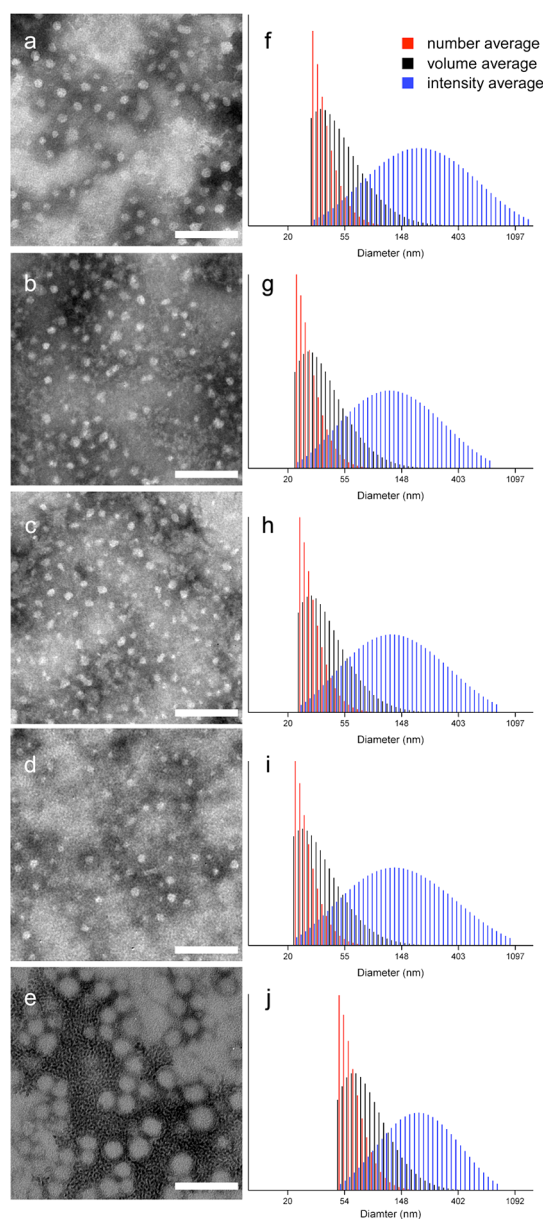 a
f
number average
volume average
intensity average
20 55 148 403 1097
Diameter (nm)
b
g
20 55 148 403 1097
Diameter (nm)
c
h
20 55 148 403 1097
Diameter (nm)
d
i
20 55 148 403 1097
Diameter (nm)
e
j
20 54 148 403 1092
Diamter (nm)